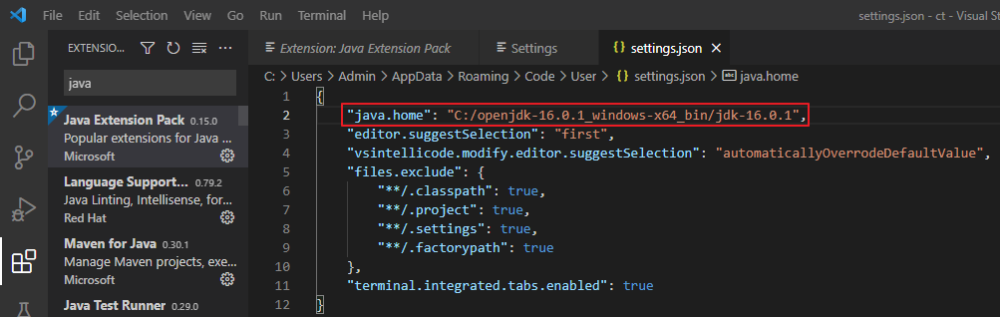 File Edit Selection View Go Run Terminal Help settings.json - ct - Visual St
EXTENSIO...
java
Java Extension Pack 0.15.0
Popular extensions for Java ...
Microsoft
Language Support... 0.79.2
Java Linting, Intellisense, for...
Red Hat
Maven for Java 0.30.1
Manage Maven projects, exe...
Microsoft
Java Test Runner 0.29.0
Extension: Java Extension Pack Settings {} settings.json
C: > Users > Admin > AppData > Roaming > Code > User > {} settings.json > abc java.home
1 {
2 "java.home": "C:/openjdk-16.0.1_windows-x64_bin/jdk-16.0.1",
3 "editor.suggestSelection": "first",
4 "vsintellicode.modify.editor.suggestSelection": "automaticallyOverrodeDefaultValue",
5 "files.exclude": {
6 "**/.classpath": true,
7 "**/.project": true,
8 "**/.settings": true,
9 "**/.factorypath": true
10 },
11 "terminal.integrated.tabs.enabled": true
12 }